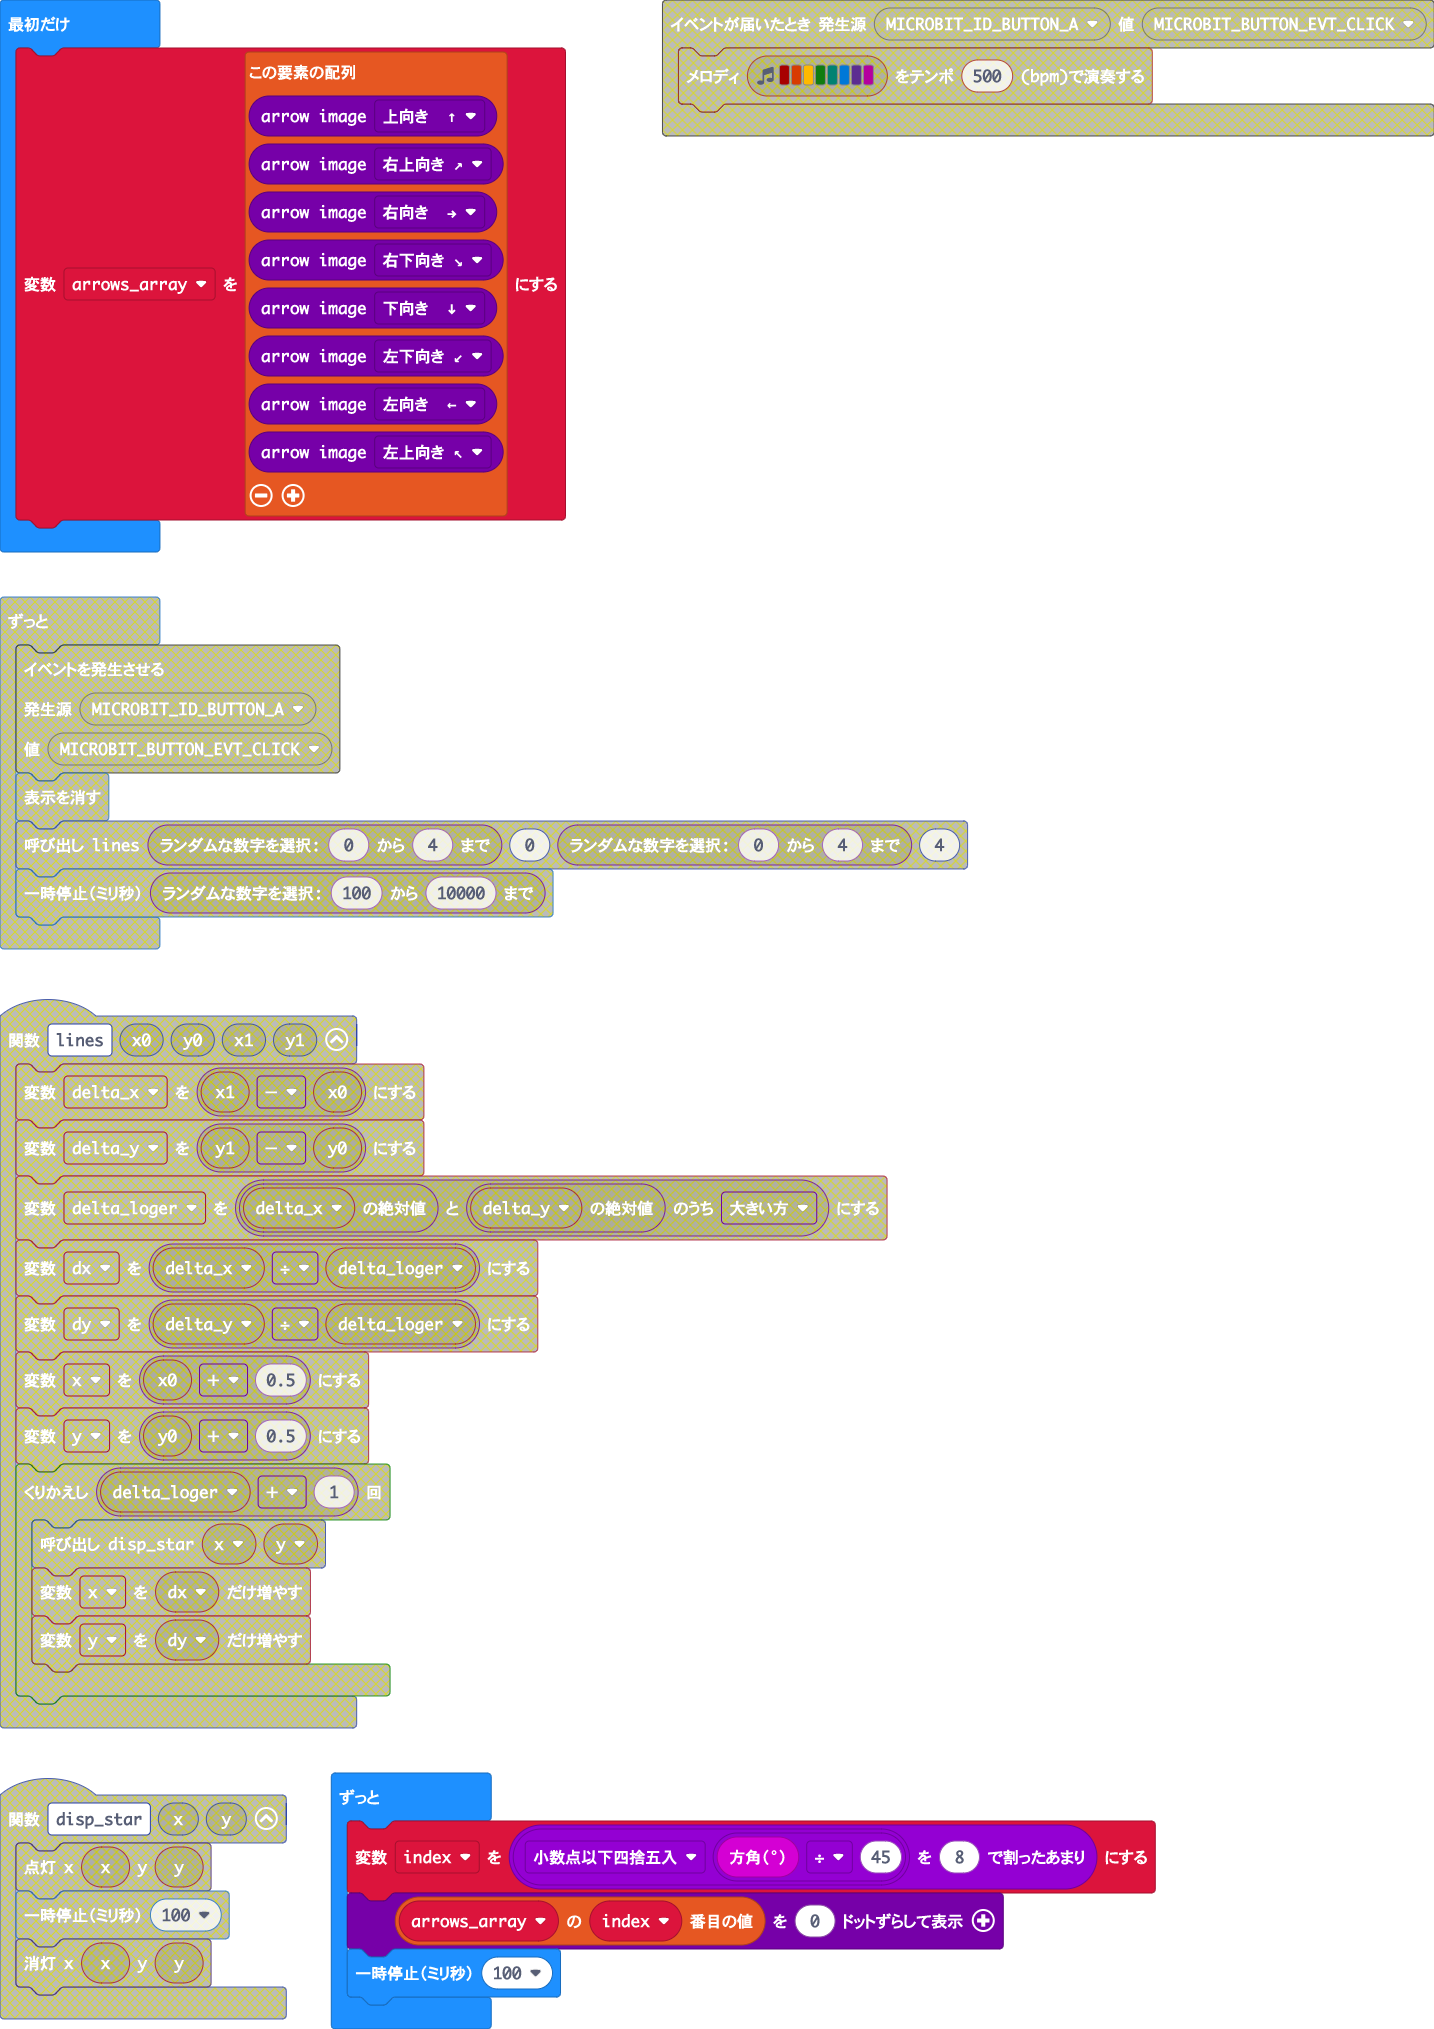 最初だけ
変数 arrows_array を この要素の配列 にする
arrow image 上向き ↑
arrow image 右上向き ↗
arrow image 右向き →
arrow image 右下向き ↘
arrow image 下向き ↓
arrow image 左下向き ↙
arrow image 左向き ←
arrow image 左上向き ↖
イベントが届いたとき 発生源 MICROBIT_ID_BUTTON_A 値 MICROBIT_BUTTON_EVT_CLICK
メロディ をテンポ 500 (bpm)で演奏する
ずっと
イベントを発生させる
発生源 MICROBIT_ID_BUTTON_A
値 MICROBIT_BUTTON_EVT_CLICK
表示を消す
呼び出し lines ランダムな数字を選択: 0 から 4 まで 0 ランダムな数字を選択: 0 から 4 まで 4
一時停止(ミリ秒) ランダムな数字を選択: 100 から 10000 まで
関数 lines x0 y0 x1 y1
変数 delta_x を x1 - x0 にする
変数 delta_y を y1 - y0 にする
変数 delta_loger を delta_x の絶対値 と delta_y の絶対値 のうち 大きい方 にする
変数 dx を delta_x ÷ delta_loger にする
変数 dy を delta_y ÷ delta_loger にする
変数 x を x0 + 0.5 にする
変数 y を y0 + 0.5 にする
くりかえし delta_loger + 1 回
呼び出し disp_star x y
変数 x を dx だけ増やす
変数 y を dy だけ増やす
関数 disp_star x y
点灯 x x y y
一時停止(ミリ秒) 100
消灯 x x y y
ずっと
変数 index を 小数点以下四捨五入 方角(°) ÷ 45 を 8 で割ったあまり にする
arrows_array の index 番目の値 を 0 ドットずらして表示
一時停止(ミリ秒) 100